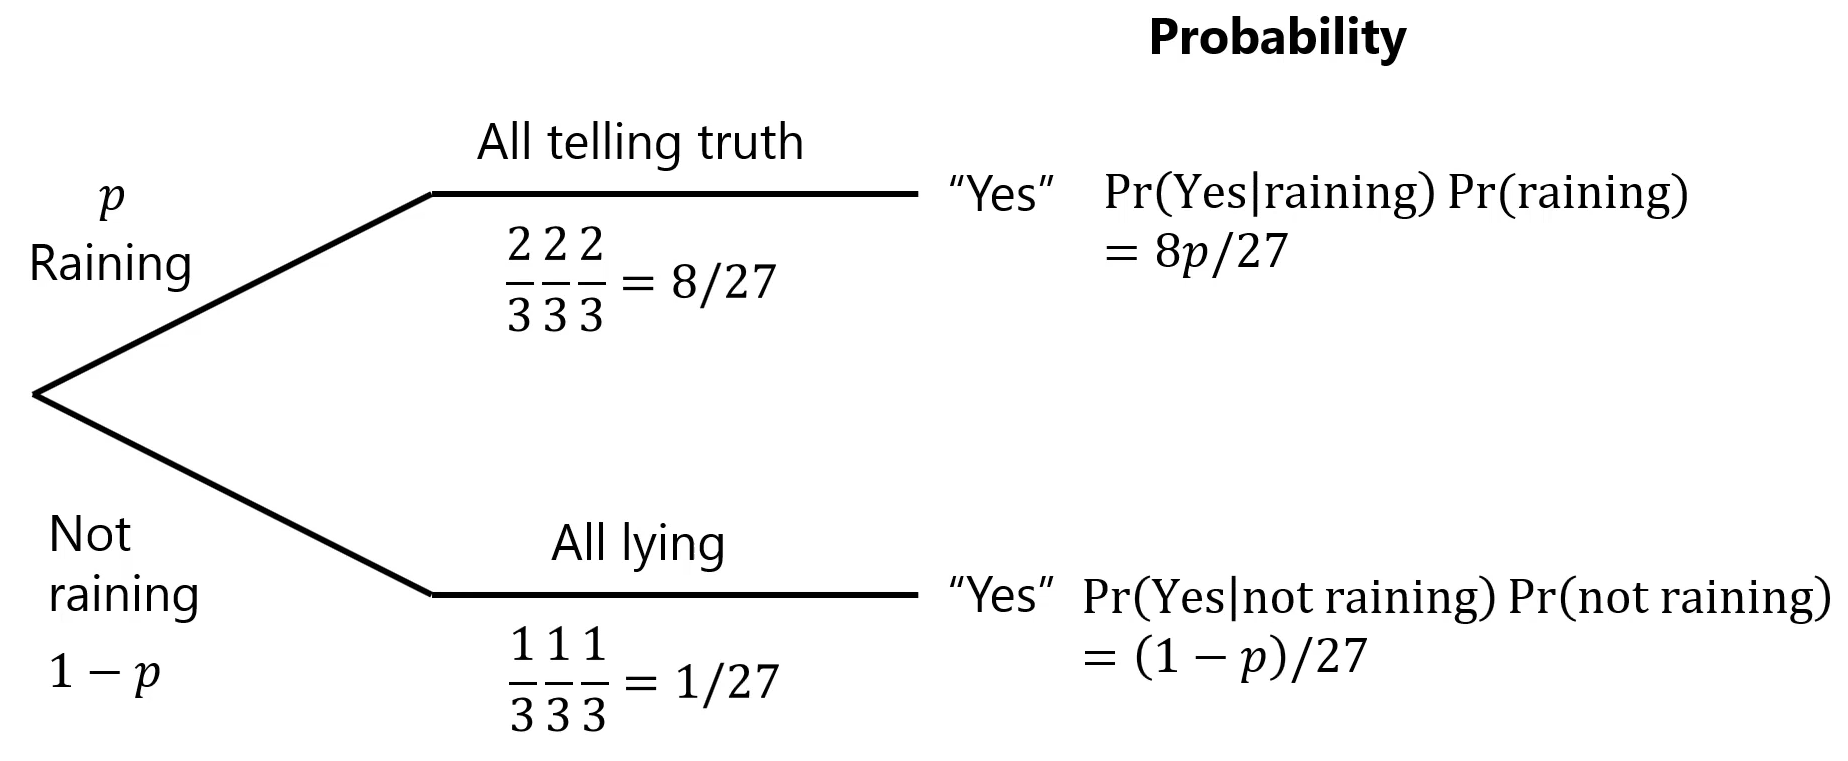 Probability
All telling truth
p
Raining
2/3 2/3 2/3 = 8/27
“Yes” Pr(Yes|raining) Pr(raining)
= 8p/27
Not
raining
1 − p
All lying
1/3 1/3 1/3 = 1/27
“Yes” Pr(Yes|not raining) Pr(not raining)
= (1 − p)/27